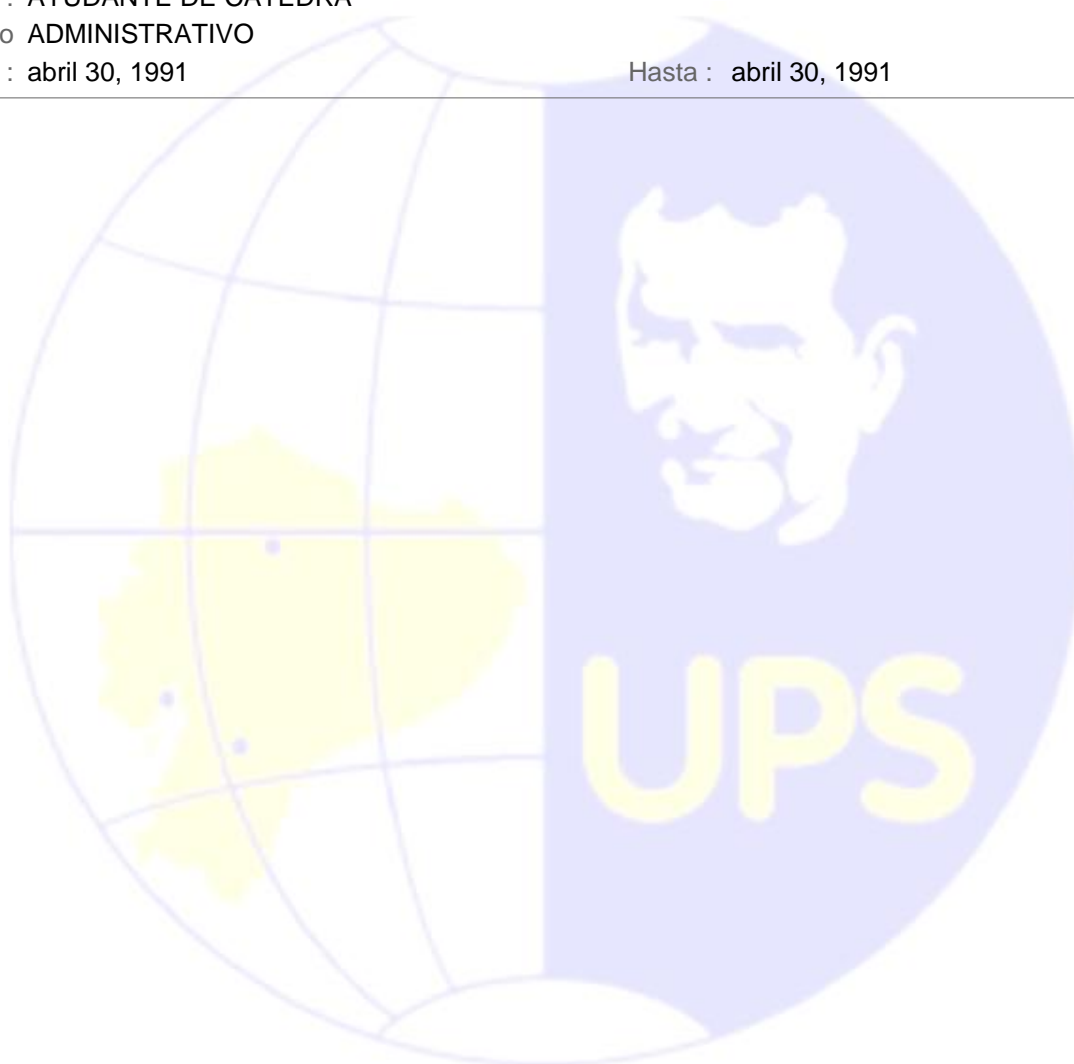 : AYUDANTE DE CATEDRA
o ADMINISTRATIVO
: abril 30, 1991 Hasta : abril 30, 1991
UPS